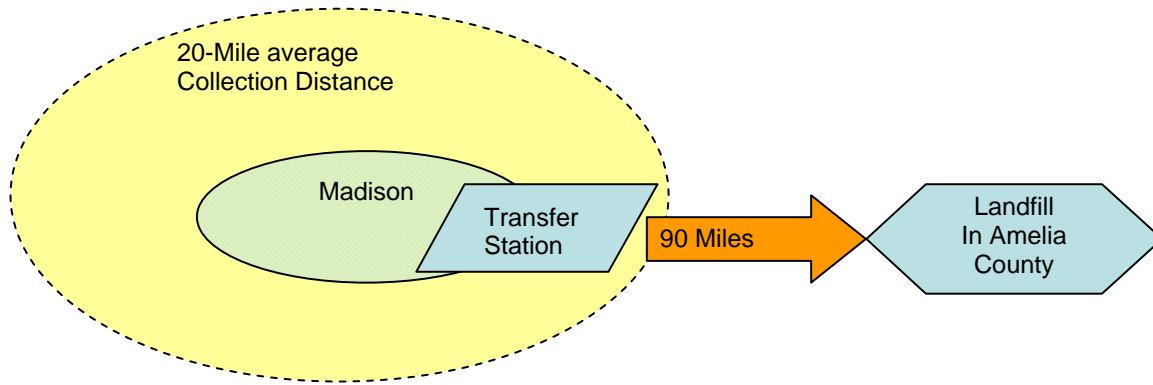 20-Mile average
Collection Distance
Madison
Transfer
Station
90 Miles
Landfill
In Amelia
County